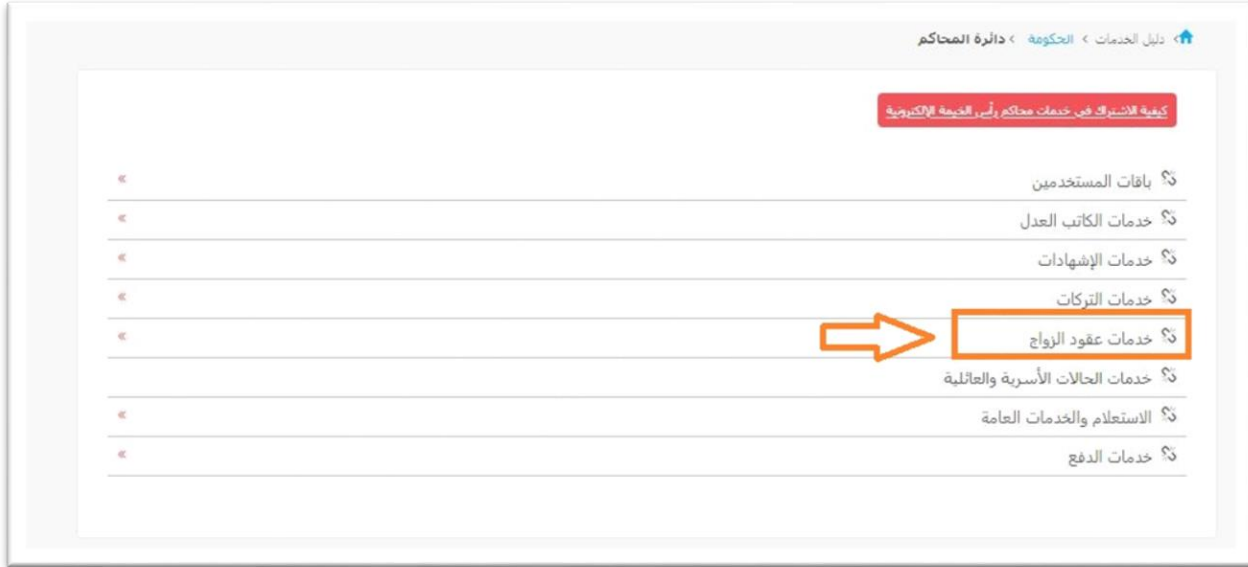 دليل الخدمات > الحكومة > دائرة المحاكم
كيفية الاشتراك في خدمات محاكم رأس الخيمة الإلكترونية
باقات المستخدمين
خدمات الكاتب العدل
خدمات الإشهادات
خدمات التركات
خدمات عقود الزواج
خدمات الحالات الأسرية والعائلية
الاستعلام والخدمات العامة
خدمات الدفع